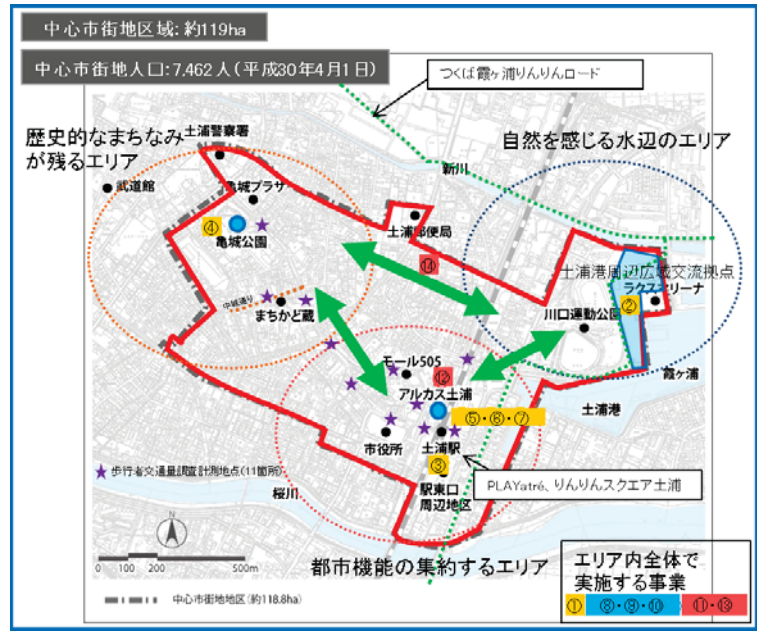 中心市街地区域：約119ha
中心市街地人口：7,462人（平成30年4月1日）
つくば霞ヶ浦りんりんロード
歴史的なまちなみ
が残るエリア
土浦警察署
自然を感じる水辺のエリア
武道館
亀城プラザ
新川
④
亀城公園
土浦郵便局
⑭
土浦港周辺広域交流拠点
ラクスアリーナ
②
中城通り
まちかど蔵
川口運動公園
霞ヶ浦
モール505
⑫
アルカス土浦
土浦港
⑤・⑥・⑦
市役所
土浦駅
③
★歩行者交通量調査計測地点（11箇所）
駅東口
周辺地区
PLAYatré、りんりんスクエア土浦
桜川
N
0 100 200 500m
都市機能の集約するエリア
エリア内全体で
実施する事業
① ⑧・⑨・⑩ ⑪・⑬
中心市街地地区（約118.8ha）